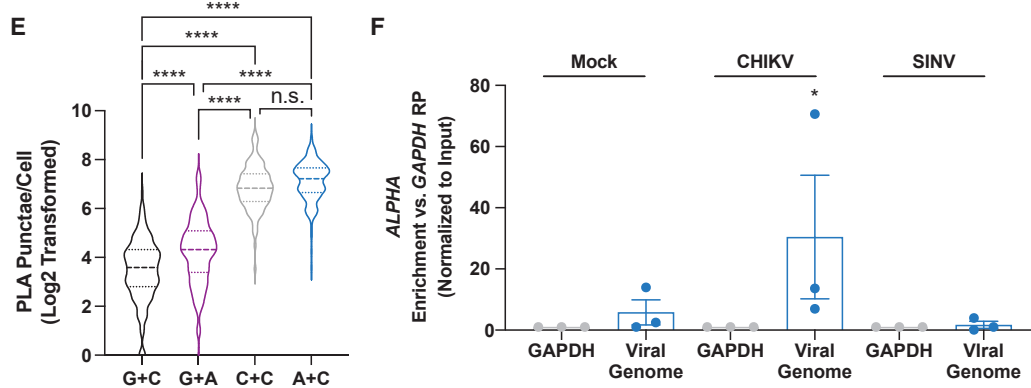 E
****
****
****
****
****
n.s.
PLA Punctae/Cell
(Log2 Transformed)
10
8
6
4
2
0
G+C
G+A
C+C
A+C
F
Mock
CHIKV
SINV
*
ALPHA
Enrichment vs. GAPDH RP
(Normalized to Input)
80
60
40
20
0
GAPDH
Viral
Genome
GAPDH
Viral
Genome
GAPDH
VIral
Genome